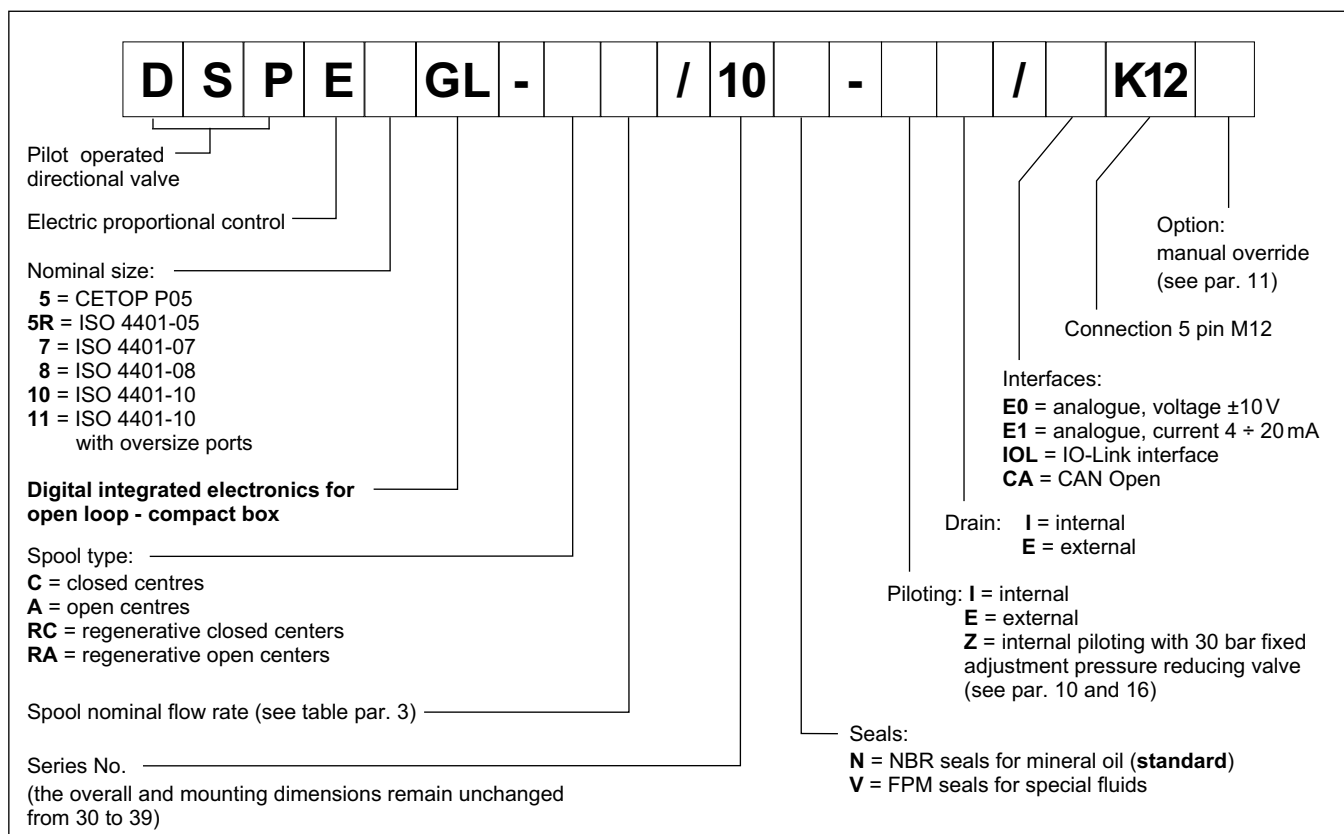 DSPE GL - / 10 - / K12
Pilot operated
directional valve
Electric proportional control
Nominal size:
5 = CETOP P05
5R = ISO 4401-05
7 = ISO 4401-07
8 = ISO 4401-08
10 = ISO 4401-10
11 = ISO 4401-10
with oversize ports
Digital integrated electronics for
open loop - compact box
Spool type:
C = closed centres
A = open centres
RC = regenerative closed centers
RA = regenerative open centers
Spool nominal flow rate (see table par. 3)
Series No.
(the overall and mounting dimensions remain unchanged
from 30 to 39)
Option:
manual override
(see par. 11)
Connection 5 pin M12
Interfaces:
E0 = analogue, voltage ±10V
E1 = analogue, current 4 ÷ 20mA
IOL = IO-Link interface
CA = CAN Open
Drain: I = internal
E = external
Piloting: I = internal
E = external
Z = internal piloting with 30 bar fixed
adjustment pressure reducing valve
(see par. 10 and 16)
Seals:
N = NBR seals for mineral oil (standard)
V = FPM seals for special fluids